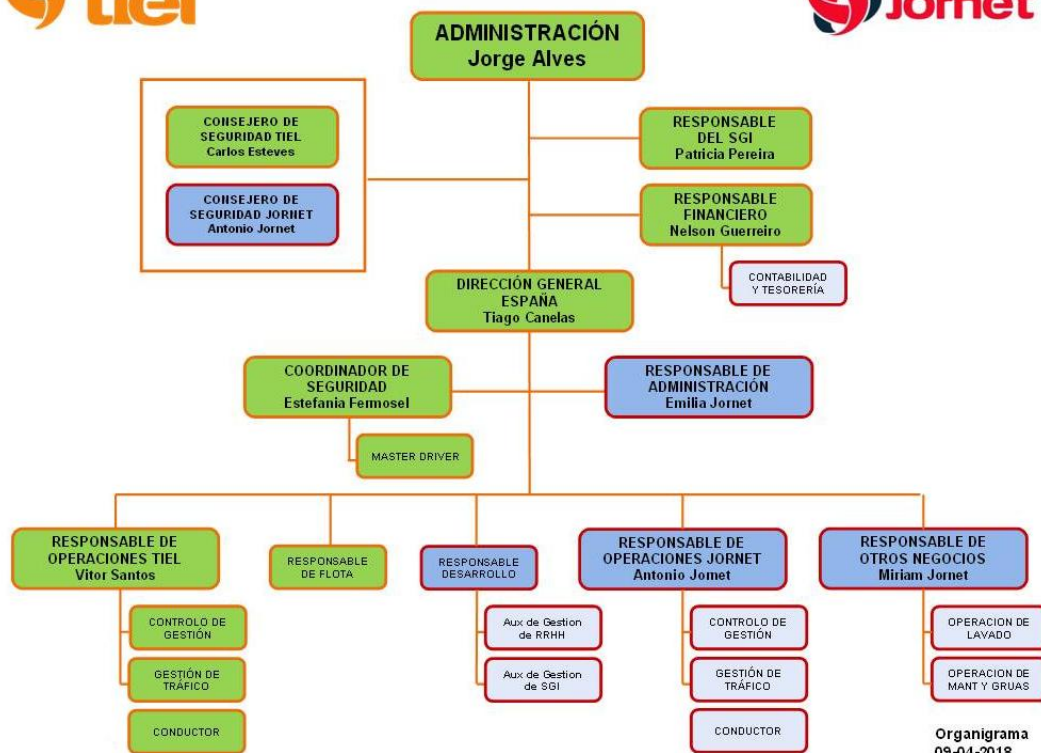 tiel
Jornet
ADMINISTRACIÓN
Jorge Alves
CONSEJERO DE
SEGURIDAD TIEL
Carlos Esteves
CONSEJERO DE
SEGURIDAD JORNET
Antonio Jornet
RESPONSABLE
DEL SGI
Patricia Pereira
RESPONSABLE
FINANCIERO
Nelson Guerreiro
CONTABILIDAD
Y TESORERÍA
DIRECCIÓN GENERAL
ESPAÑA
Tiago Canelas
COORDINADOR DE
SEGURIDAD
Estefania Fermosel
RESPONSABLE DE
ADMINISTRACIÓN
Emilia Jornet
MASTER DRIVER
RESPONSABLE DE
OPERACIONES TIEL
Vitor Santos
RESPONSABLE
DE FLOTA
RESPONSABLE
DESARROLLO
RESPONSABLE DE
OPERACIONES JORNET
Antonio Jornet
RESPONSABLE DE
OTROS NEGOCIOS
Miriam Jornet
CONTROLO DE
GESTIÓN
GESTIÓN DE
TRÁFICO
CONDUCTOR
Aux de Gestion
de RRHH
Aux de Gestion
de SGI
CONTROLO DE
GESTIÓN
GESTIÓN DE
TRÁFICO
CONDUCTOR
OPERACION DE
LAVADO
OPERACION DE
MANT Y GRUAS
Organigrama
09-04-2018